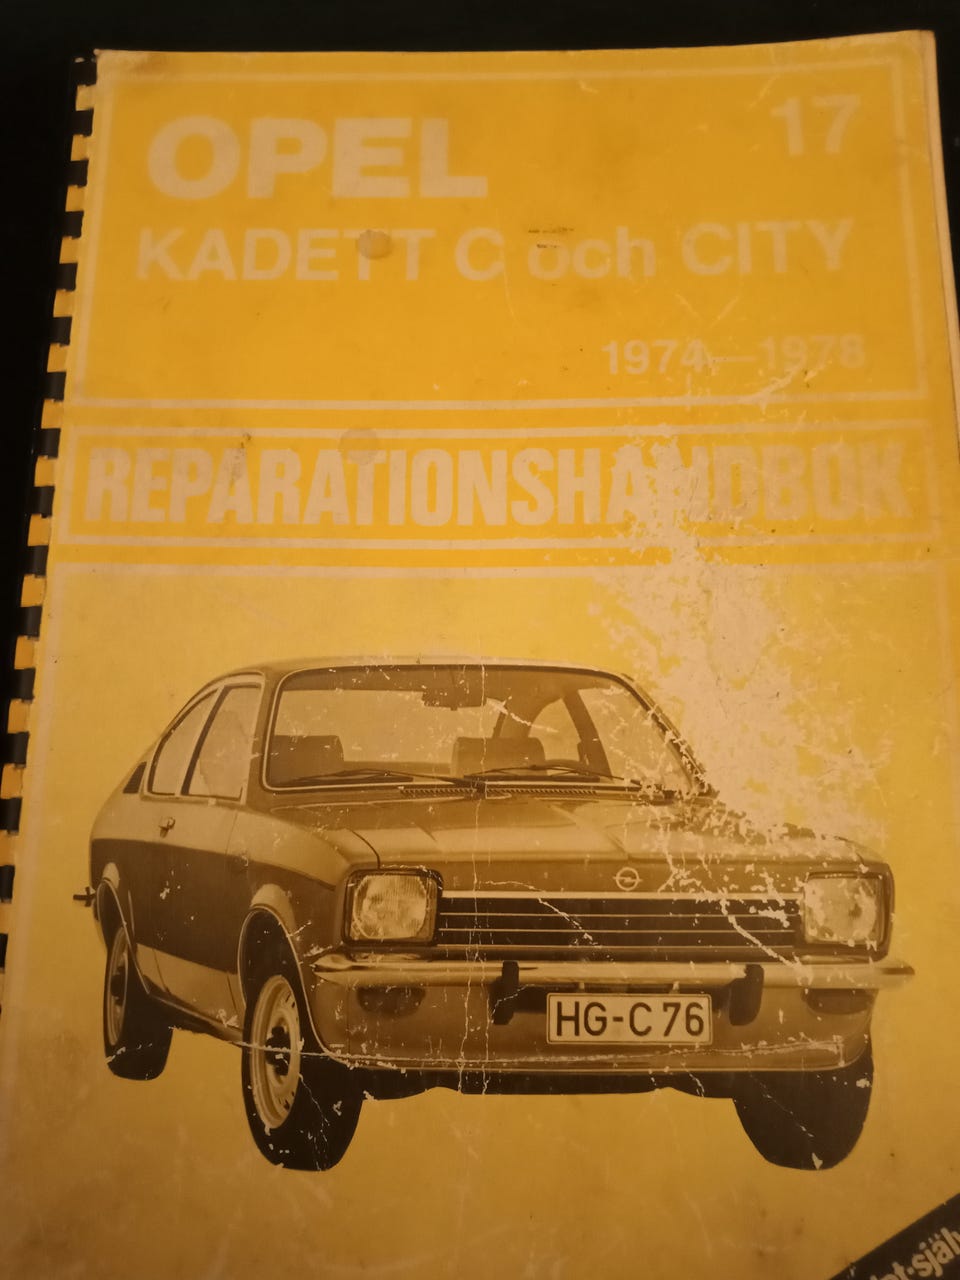 OPEL
17
KADETT C och CITY
1974—1978
REPARATIONSHANDBOK
HG-C 76